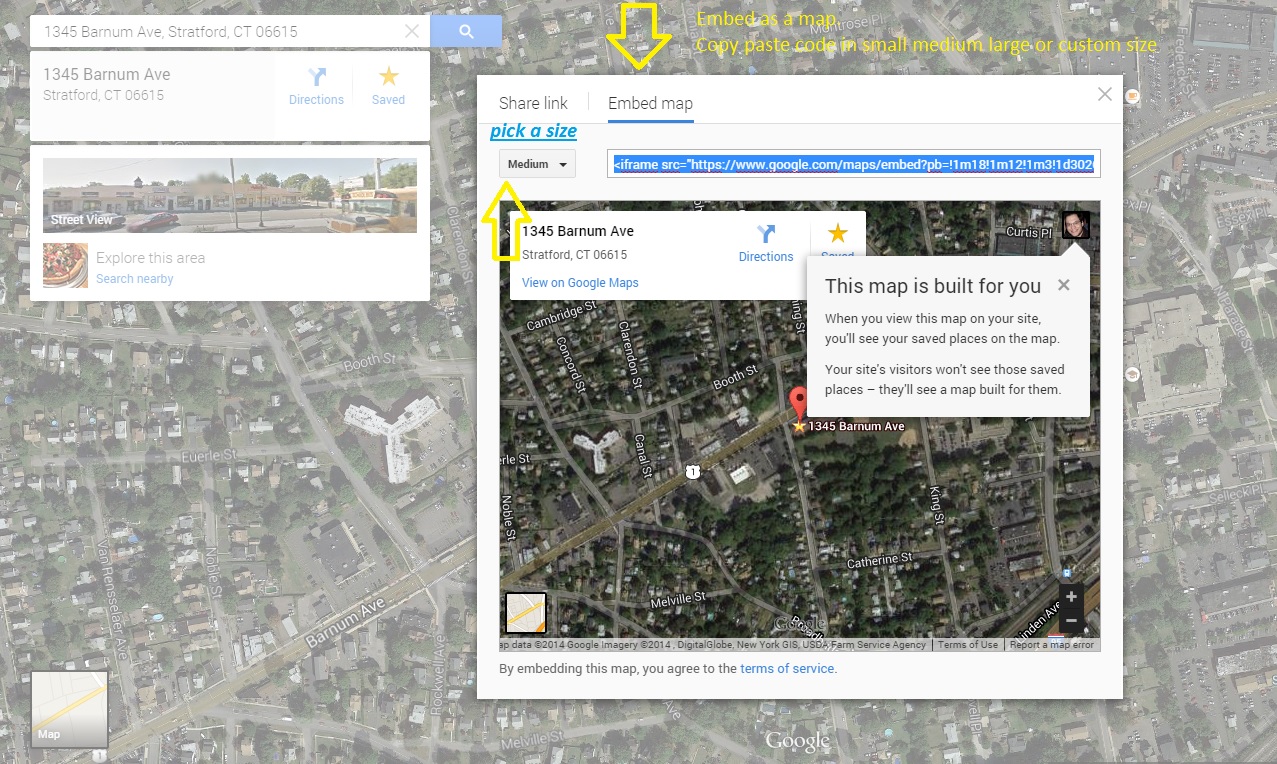 1345 Barnum Ave, Stratford, CT 06615
1345 Barnum Ave
Stratford, CT 06615
Directions
Saved
Street View
Explore this area
Search nearby
Embed as a map.
Copy paste code in small medium large or custom size
Montrose Pl
Share link
Embed map
pick a size
Medium
<iframe src="https://www.google.com/maps/embed?pb=!1m18!1m12!1m3!1d302
1345 Barnum Ave
Stratford, CT 06615
View on Google Maps
Directions
Saved
Curtis Pl
This map is built for you
When you view this map on your site,
you'll see your saved places on the map.
Your site's visitors won't see those saved
places – they'll see a map built for them.
Cambridge St
Concord St
Clarendon St
Booth St
1345 Barnum Ave
Canal St
1
erle St
Noble St
King St
Catherine St
Melville St
Linden Ave
Google
ap data ©2014 Google Imagery ©2014 , DigitalGlobe, New York GIS, USDA Farm Service Agency
Terms of Use
Report a map error
By embedding this map, you agree to the terms of service.
Clarendon St
Booth St
Euerle St
Noble St
Van Rensselaer Ave
Barnum Ave
Rockwell Ave
Melville St
Map
Google